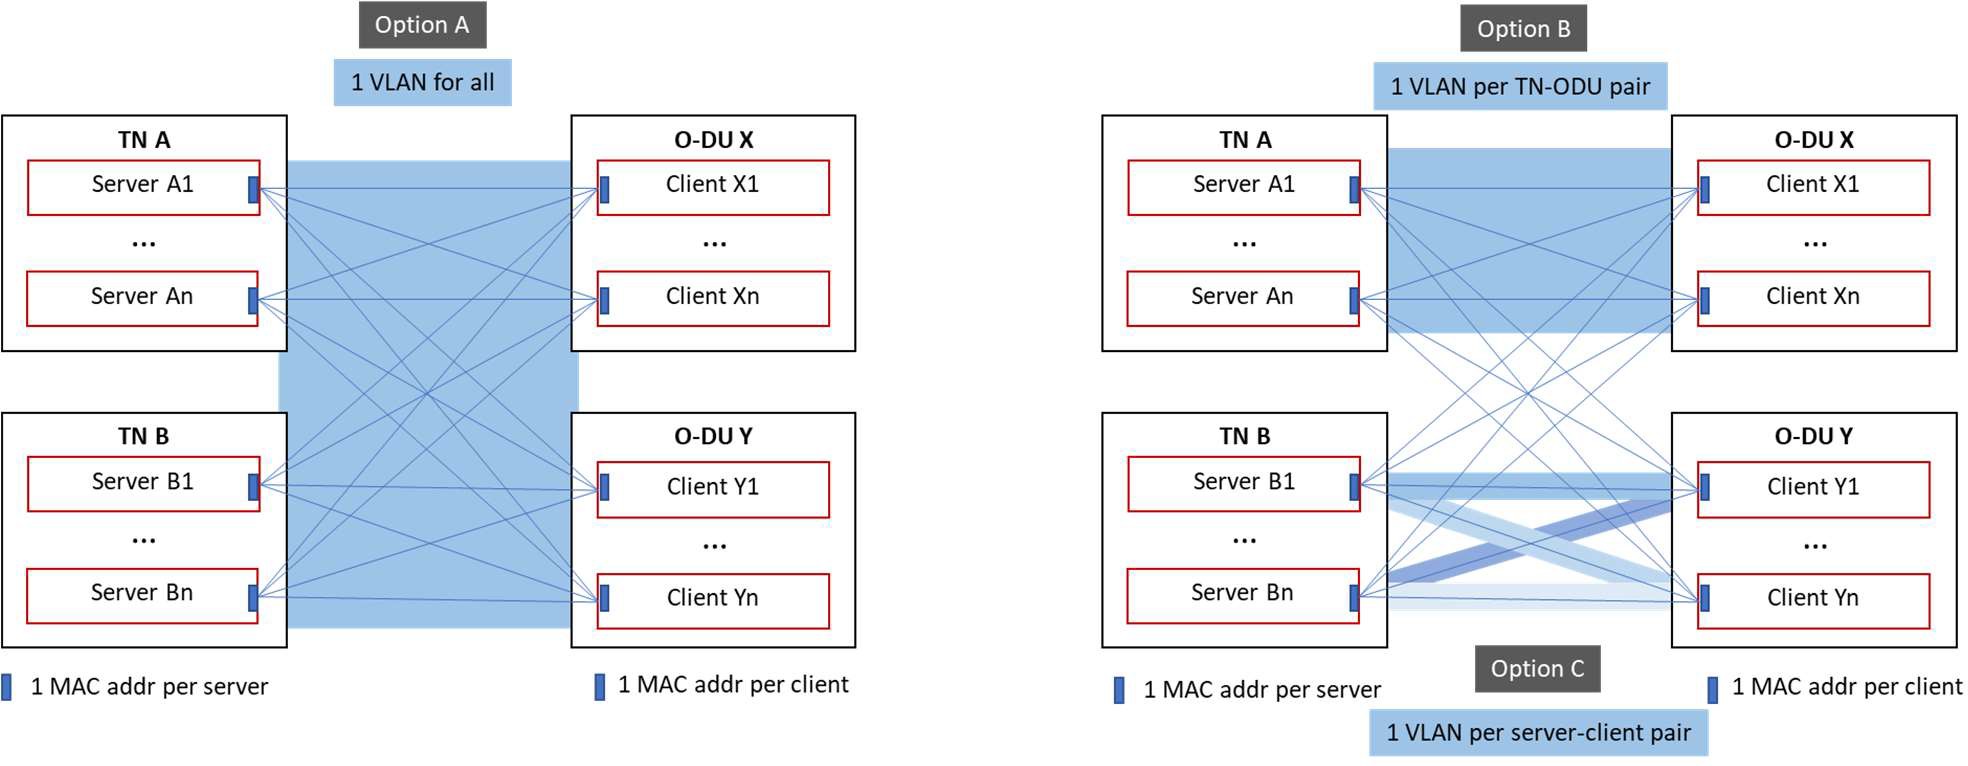 Option A
1 VLAN for all
TN A
Server A1
...
Server An
O-DU X
Client X1
...
Client Xn
TN B
Server B1
...
Server Bn
O-DU Y
Client Y1
...
Client Yn
1 MAC addr per server
1 MAC addr per client
Option B
1 VLAN per TN-ODU pair
TN A
Server A1
...
Server An
O-DU X
Client X1
...
Client Xn
TN B
Server B1
...
Server Bn
O-DU Y
Client Y1
...
Client Yn
1 MAC addr per server
Option C
1 VLAN per server-client pair
1 MAC addr per client